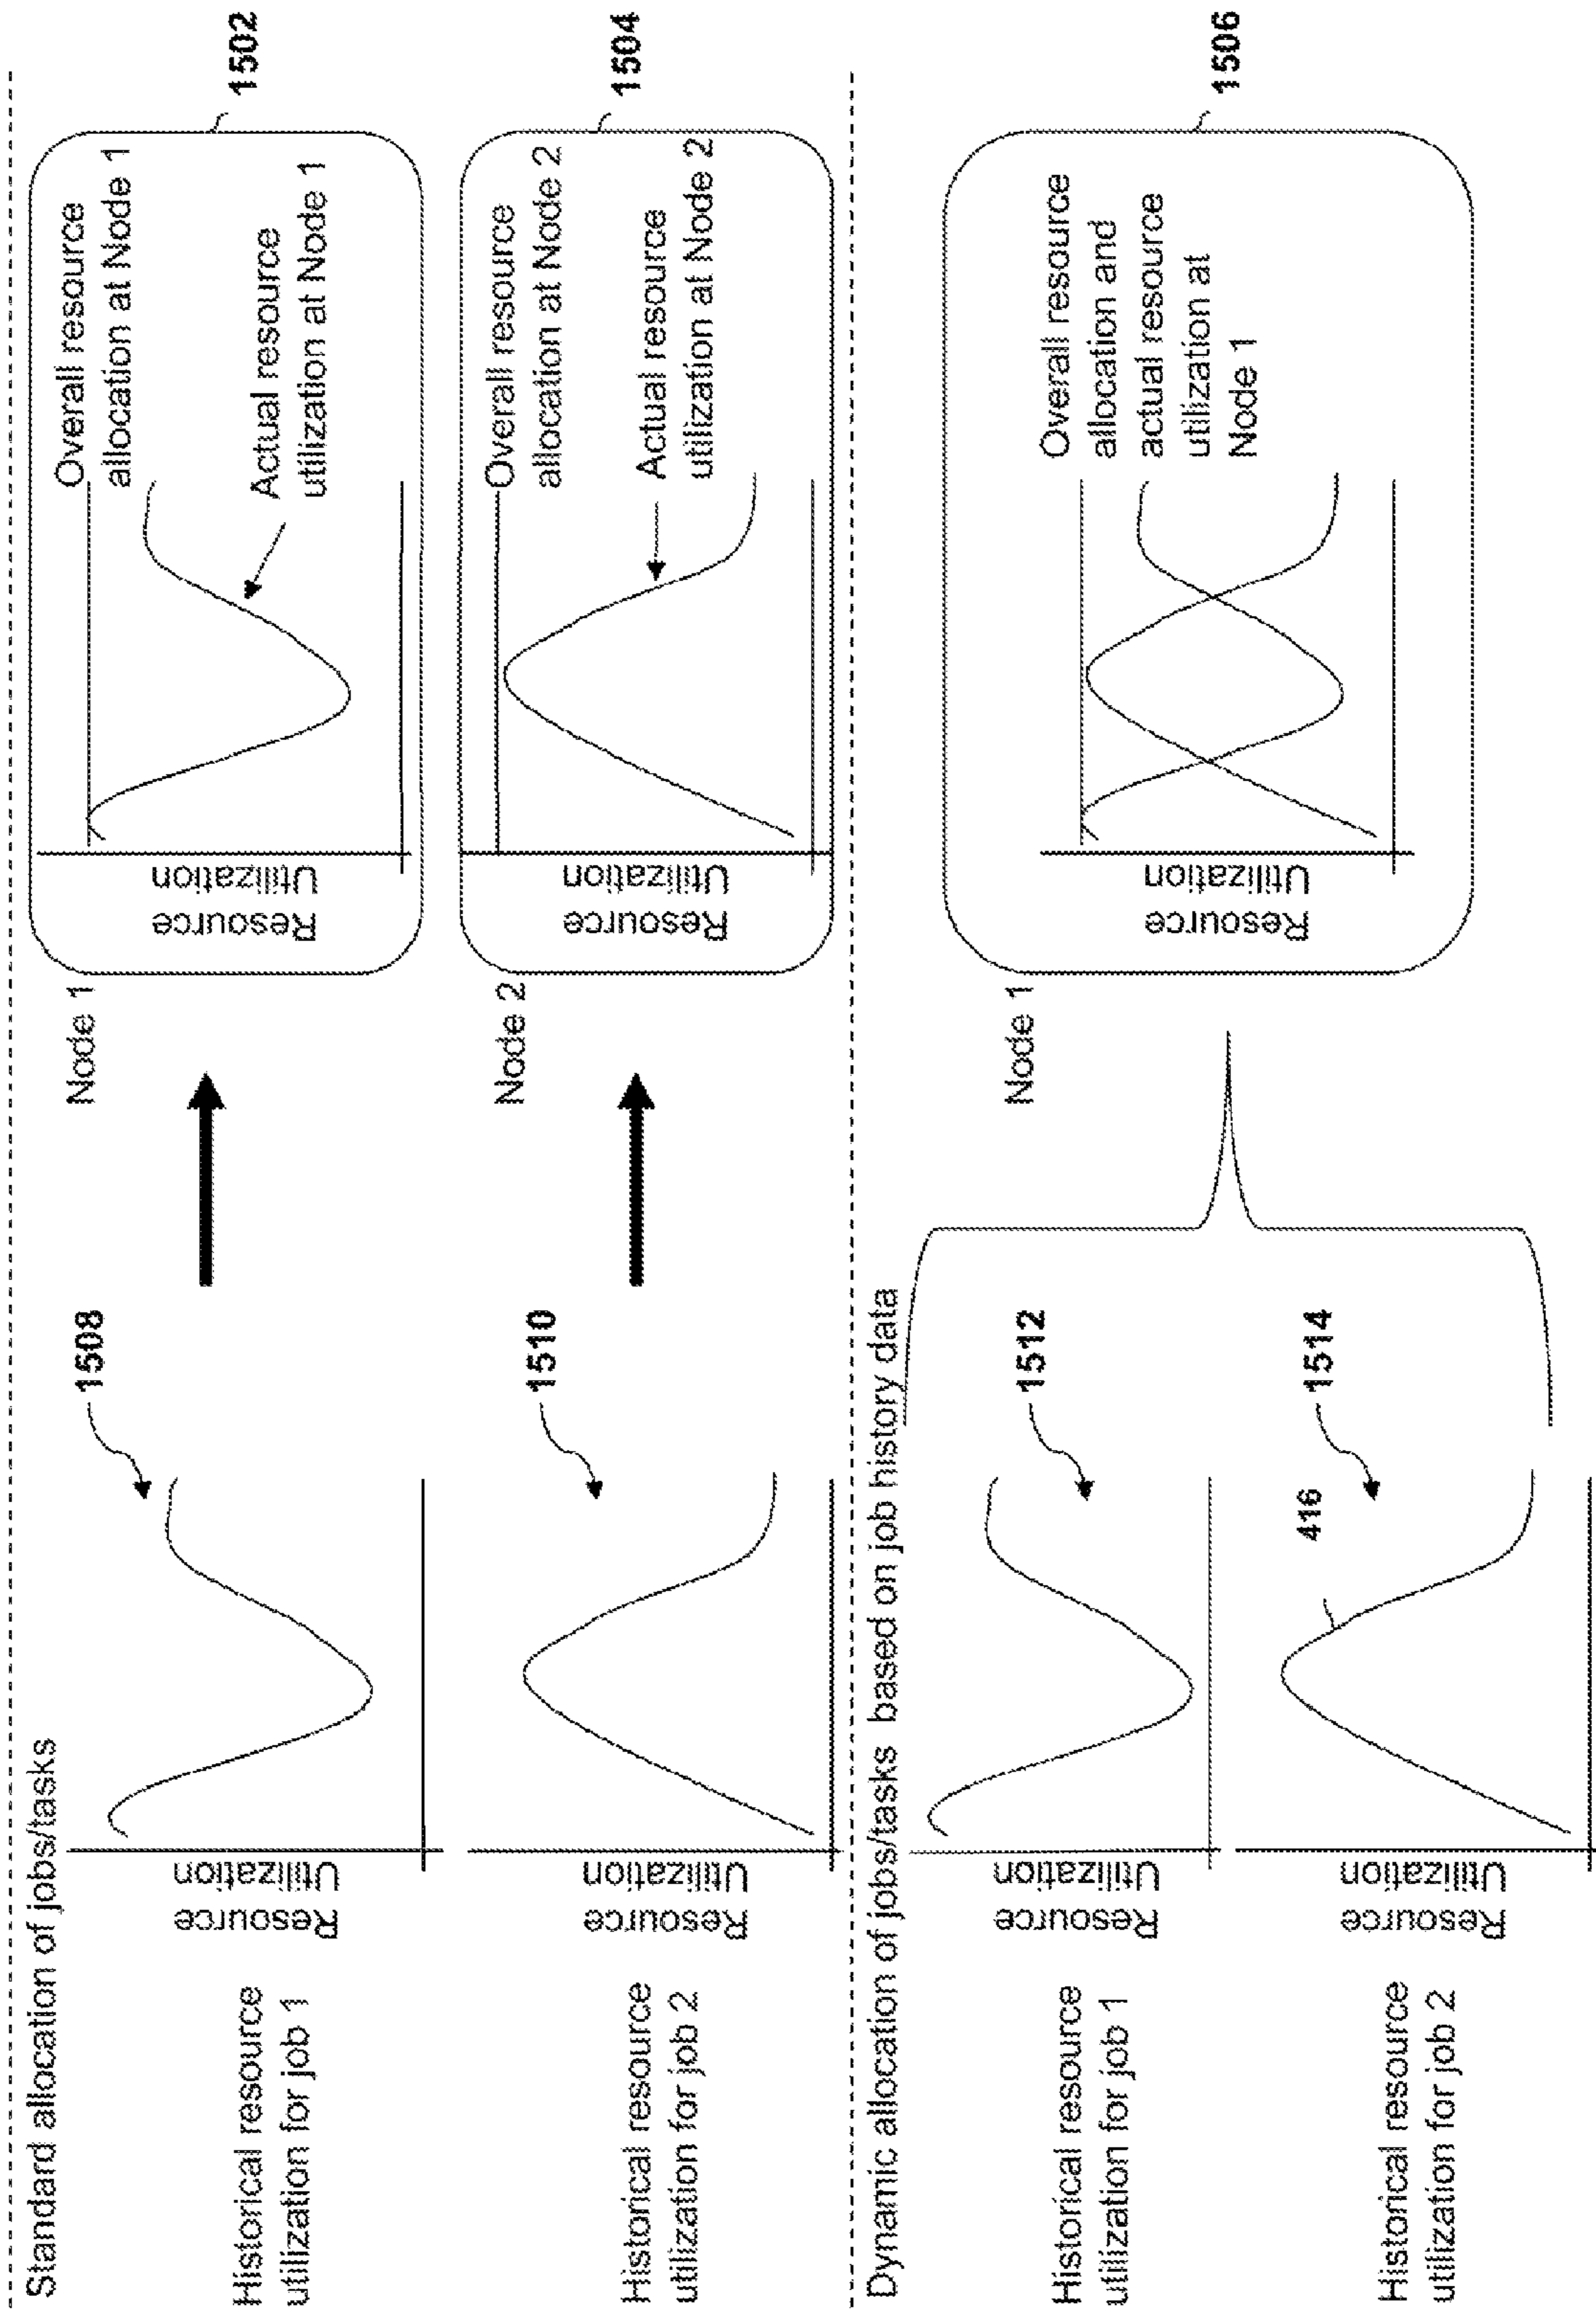 Standard allocation of jobs/tasks
Historical resource
utilization for job 1
Resource
Utilization
1508
Node 1
Resource
Utilization
Overall resource
allocation at Node 1
Actual resource
utilization at Node 1
1502
Historical resource
utilization for job 2
Resource
Utilization
1510
Node 2
Resource
Utilization
Overall resource
allocation at Node 2
Actual resource
utilization at Node 2
1504
Dynamic allocation of jobs/tasks based on job history data
Historical resource
utilization for job 1
Resource
Utilization
1512
Historical resource
utilization for job 2
Resource
Utilization
416
1514
Node 1
Resource
Utilization
Overall resource
allocation and
actual resource
utilization at
Node 1
1506